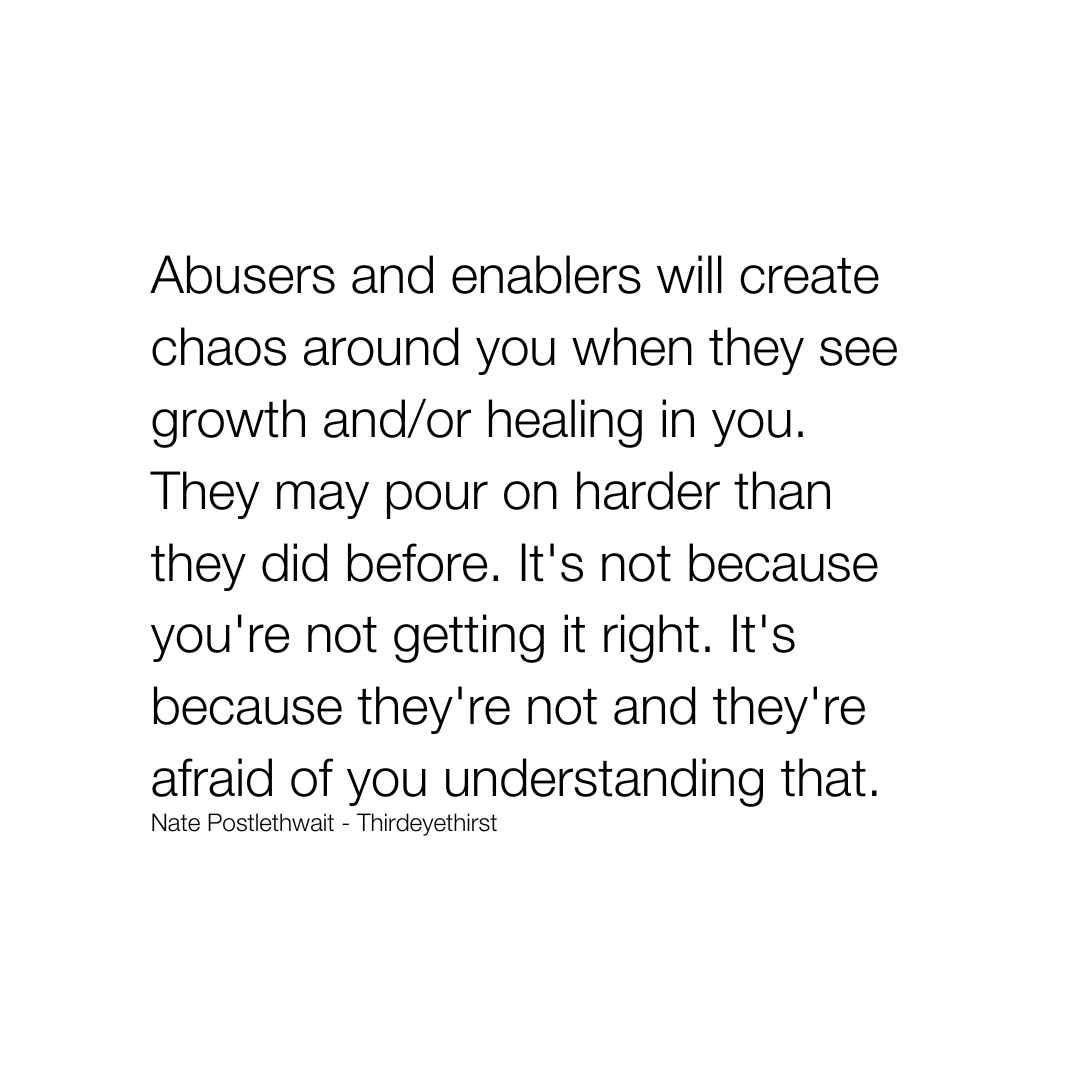 Abusers and enablers will create
chaos around you when they see
growth and/or healing in you.
They may pour on harder than
they did before. It's not because
you're not getting it right. It's
because they're not and they're
afraid of you understanding that.
Nate Postlethwait - Thirdeyethirst